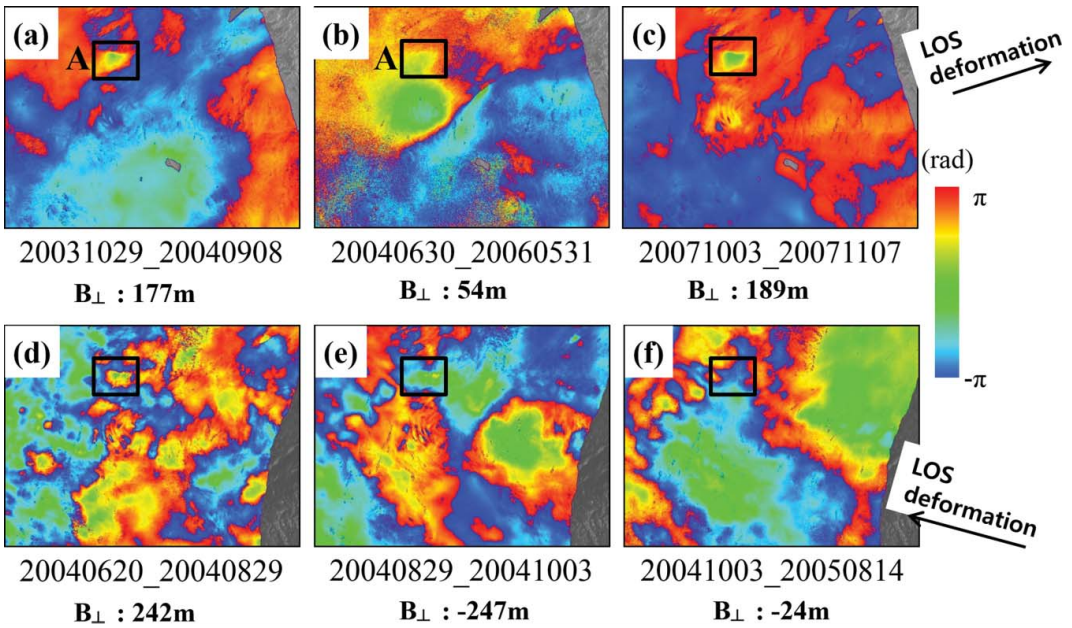 (a)
A
(b)
A
(c)
LOS
deformation
(rad)
π
-π
20031029_20040908
20040630_20060531
20071003_20071107
B⊥ : 177m
B⊥ : 54m
B⊥ : 189m
(d)
(e)
(f)
LOS
deformation
20040620_20040829
20040829_20041003
20041003_20050814
B⊥ : 242m
B⊥ : -247m
B⊥ : -24m